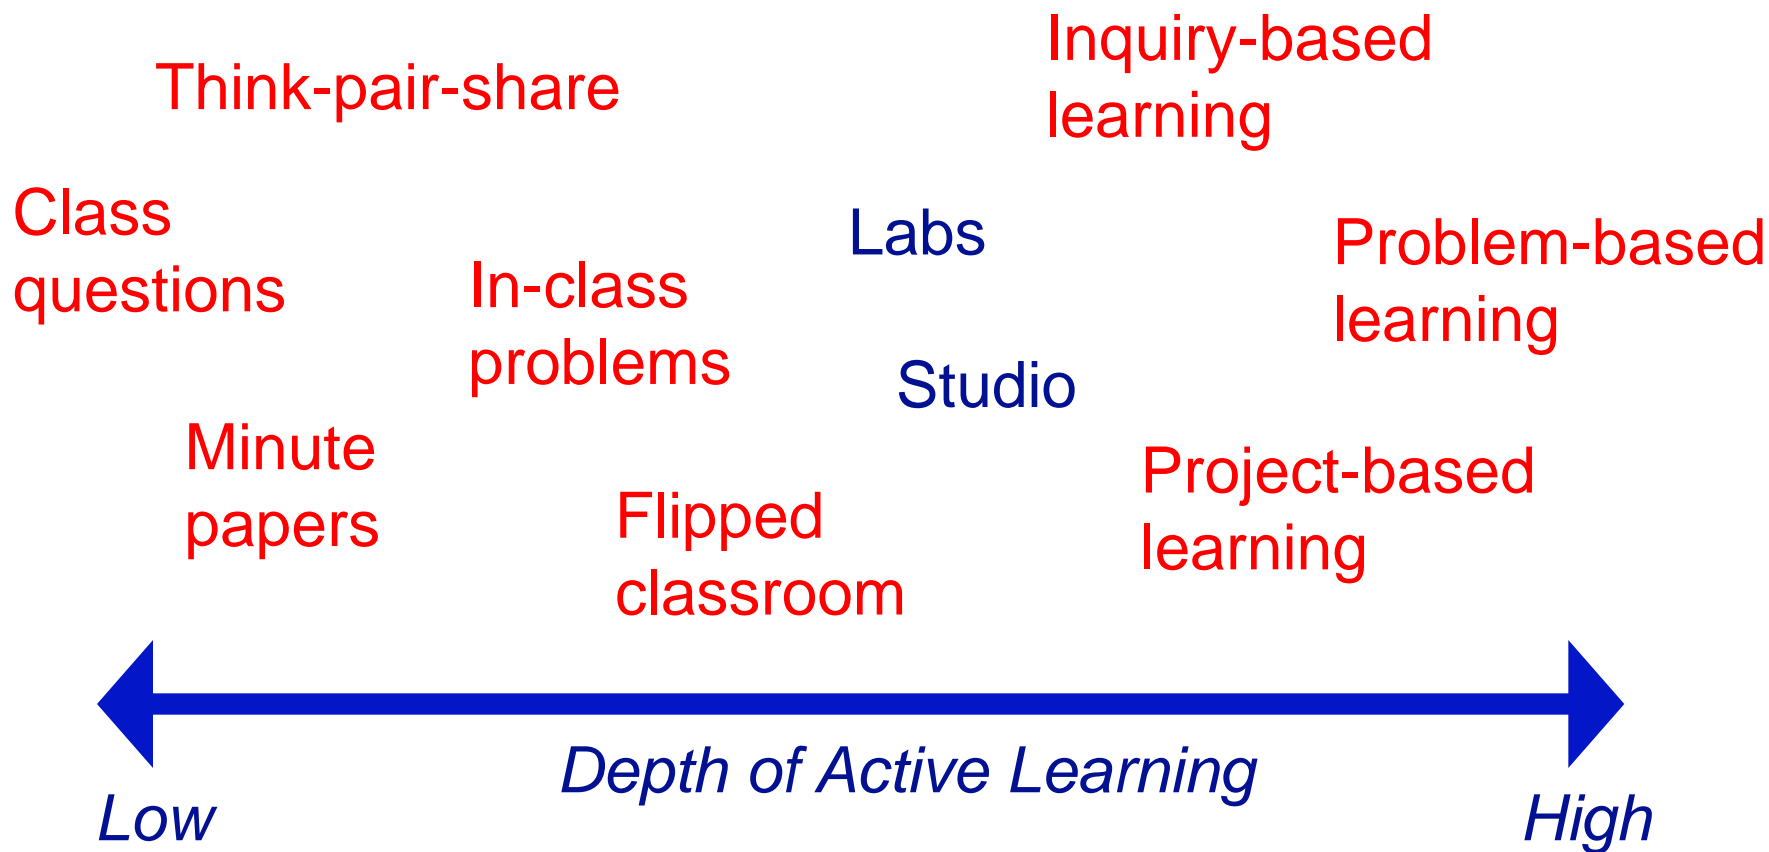 Think-pair-share
Inquiry-based
learning
Class
questions
In-class
problems
Labs
Problem-based
learning
Studio
Minute
papers
Flipped
classroom
Project-based
learning
Depth of Active Learning
Low
High